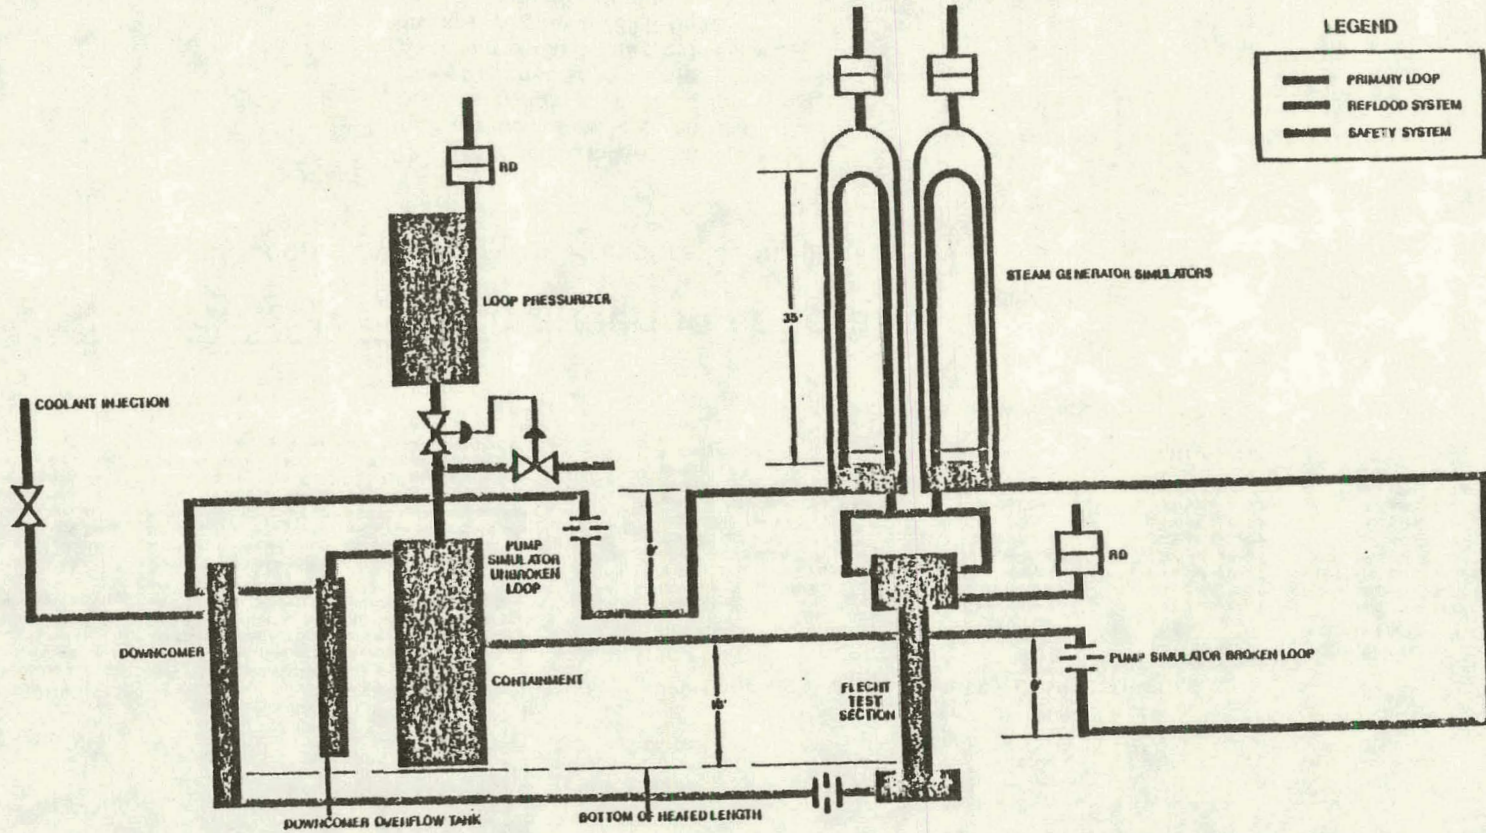 LEGEND
PRIMARY LOOP
REFLOOD SYSTEM
SAFETY SYSTEM
RD
LOOP PRESSURIZER
STEAM GENERATOR SIMULATORS
35'
COOLANT INJECTION
PUMP
SIMULATOR
UNBROKEN
LOOP
RD
DOWNCOMER
CONTAINMENT
FLECHT
TEST
SECTION
PUMP SIMULATOR BROKEN LOOP
DOWNCOMER OVERFLOW TANK
BOTTOM OF HEATED LENGTH